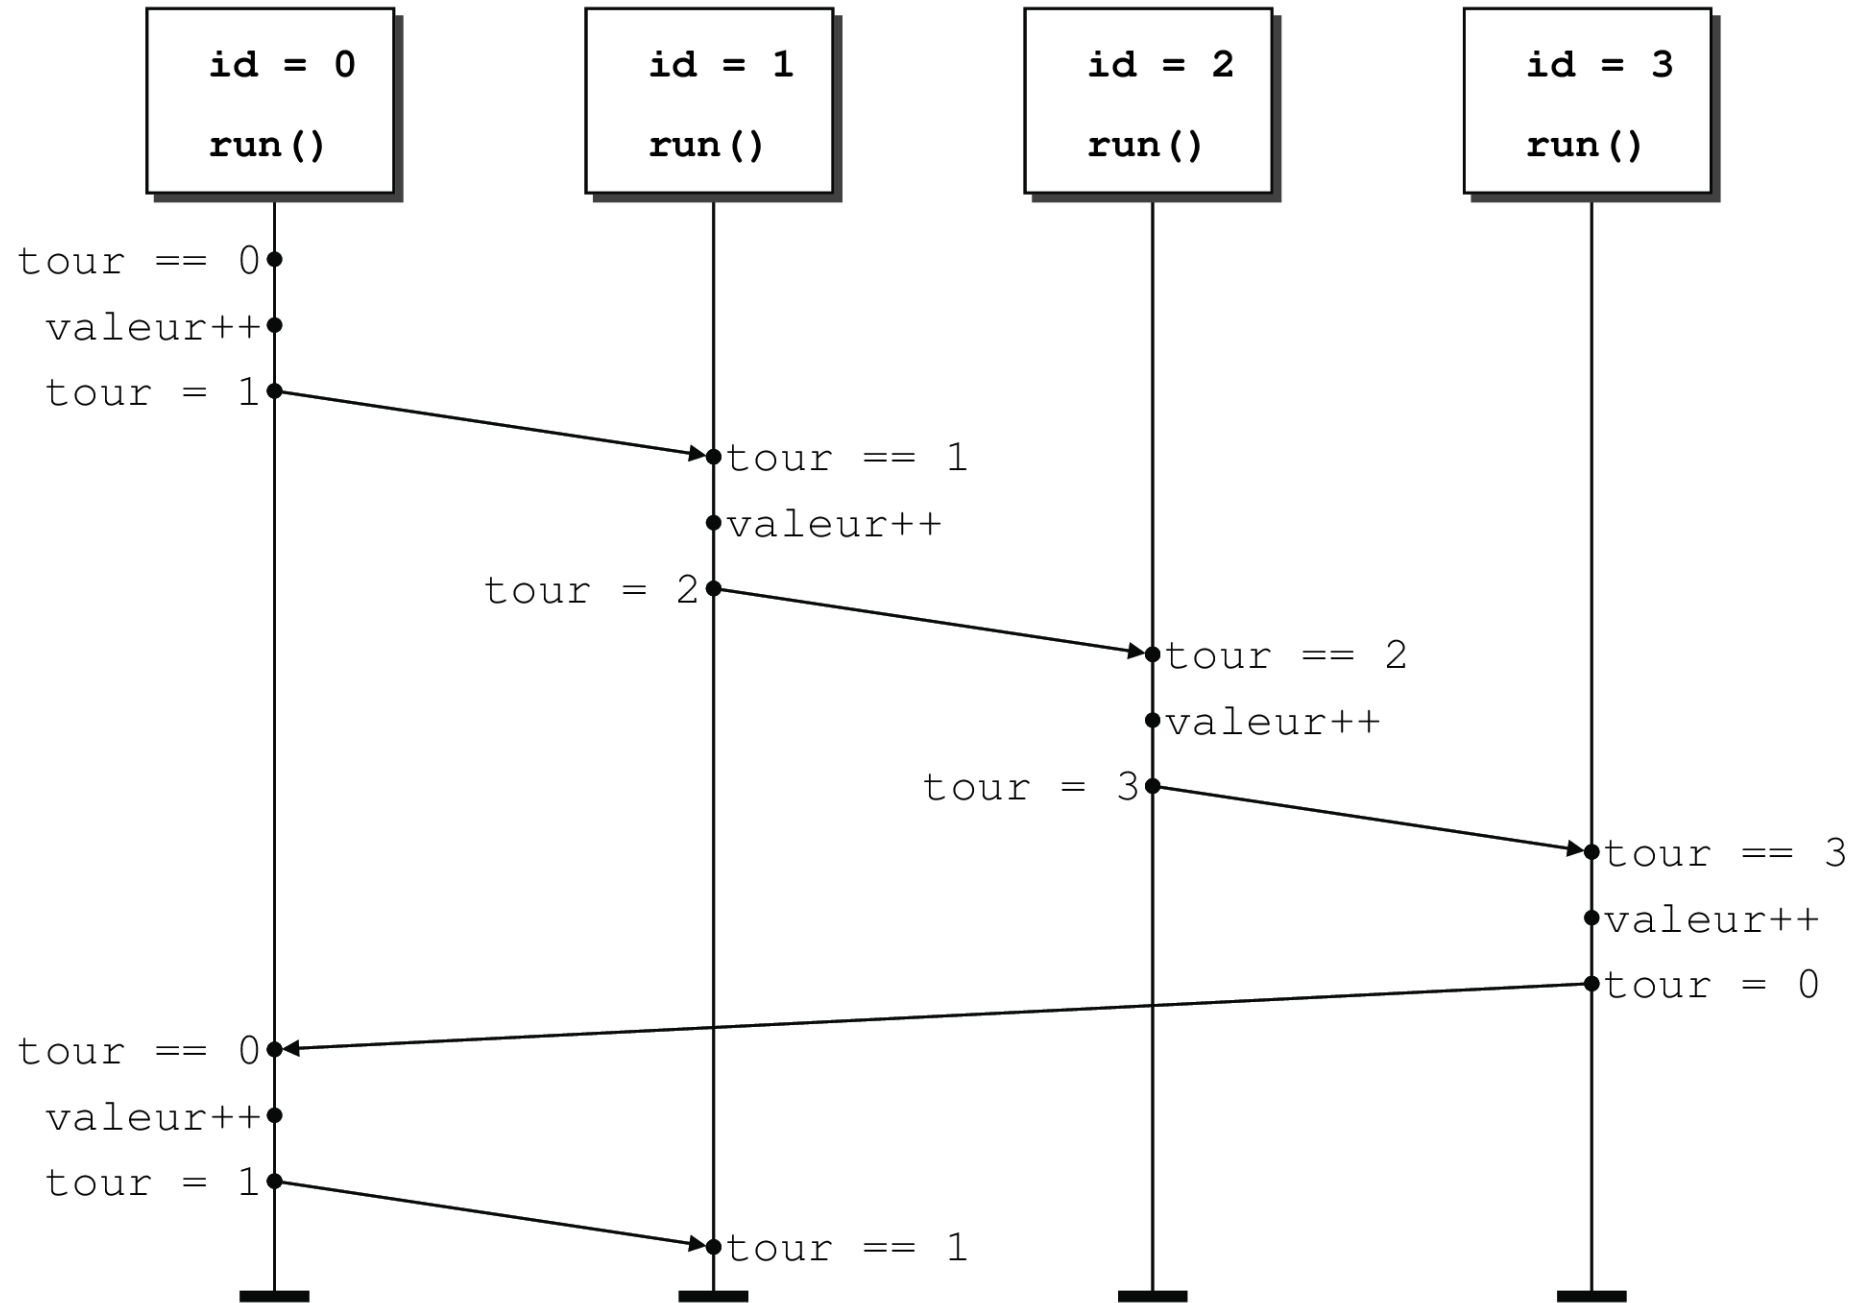 id = 0
run()
id = 1
run()
id = 2
run()
id = 3
run()
tour == 0
valeur++
tour = 1
tour == 1
valeur++
tour = 2
tour == 2
valeur++
tour = 3
tour == 3
valeur++
tour = 0
tour == 0
valeur++
tour = 1
tour == 1